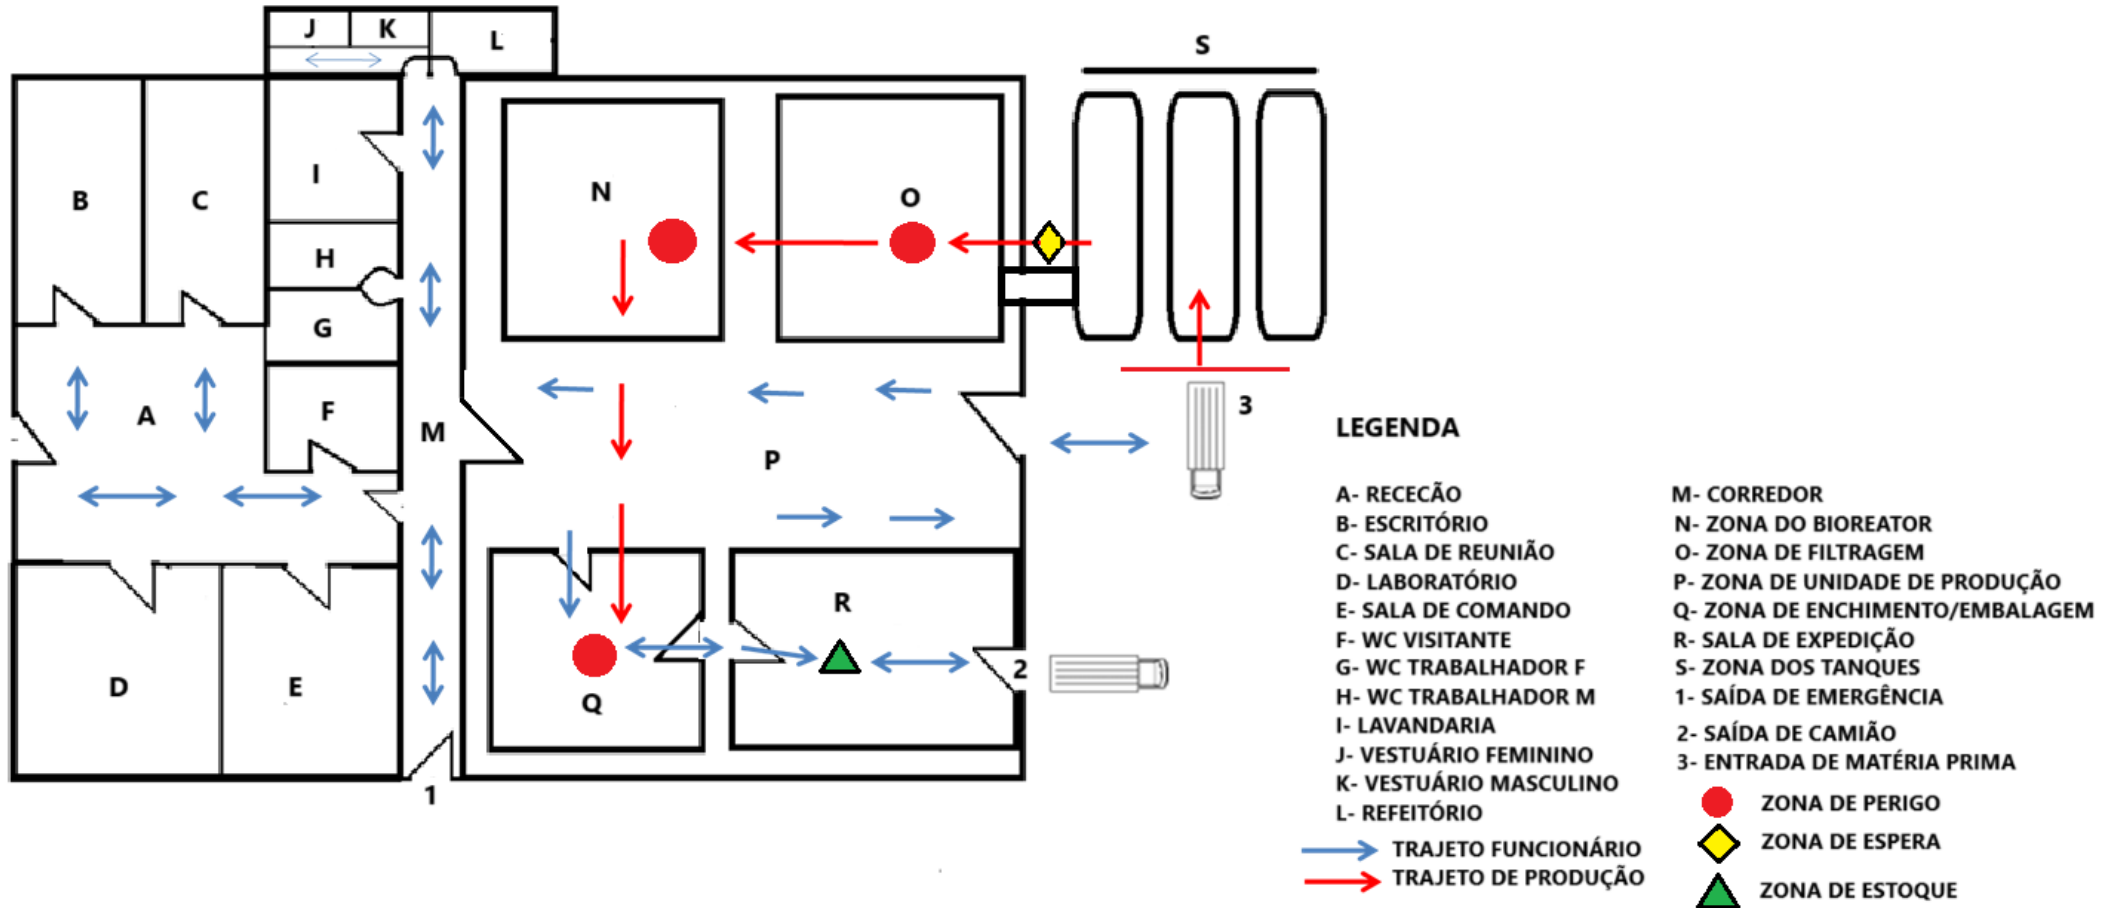 J
K
L
S
B
C
I
N
O
H
G
3
A
F
M
P
R
2
D
E
Q
1
LEGENDA
A- RECECÃO
B- ESCRITÓRIO
C- SALA DE REUNIÃO
D- LABORATÓRIO
E- SALA DE COMANDO
F- WC VISITANTE
G- WC TRABALHADOR F
H- WC TRABALHADOR M
I- LAVANDARIA
J- VESTUÁRIO FEMININO
K- VESTUÁRIO MASCULINO
L- REFEITÓRIO
TRAJETO FUNCIONÁRIO
TRAJETO DE PRODUÇÃO
M- CORREDOR
N- ZONA DO BIOREATOR
O- ZONA DE FILTRAGEM
P- ZONA DE UNIDADE DE PRODUÇÃO
Q- ZONA DE ENCHIMENTO/EMBALAGEM
R- SALA DE EXPEDIÇÃO
S- ZONA DOS TANQUES
1- SAÍDA DE EMERGÊNCIA
2- SAÍDA DE CAMIÃO
3- ENTRADA DE MATÉRIA PRIMA
ZONA DE PERIGO
ZONA DE ESPERA
ZONA DE ESTOQUE